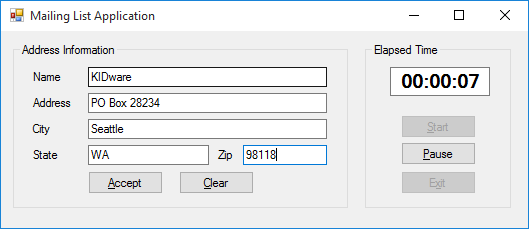 Mailing List Application
Address Information
Name KIDware
Address PO Box 28234
City Seattle
State WA Zip 98118
Accept Clear
Elapsed Time
00:00:07
Start
Pause
Exit